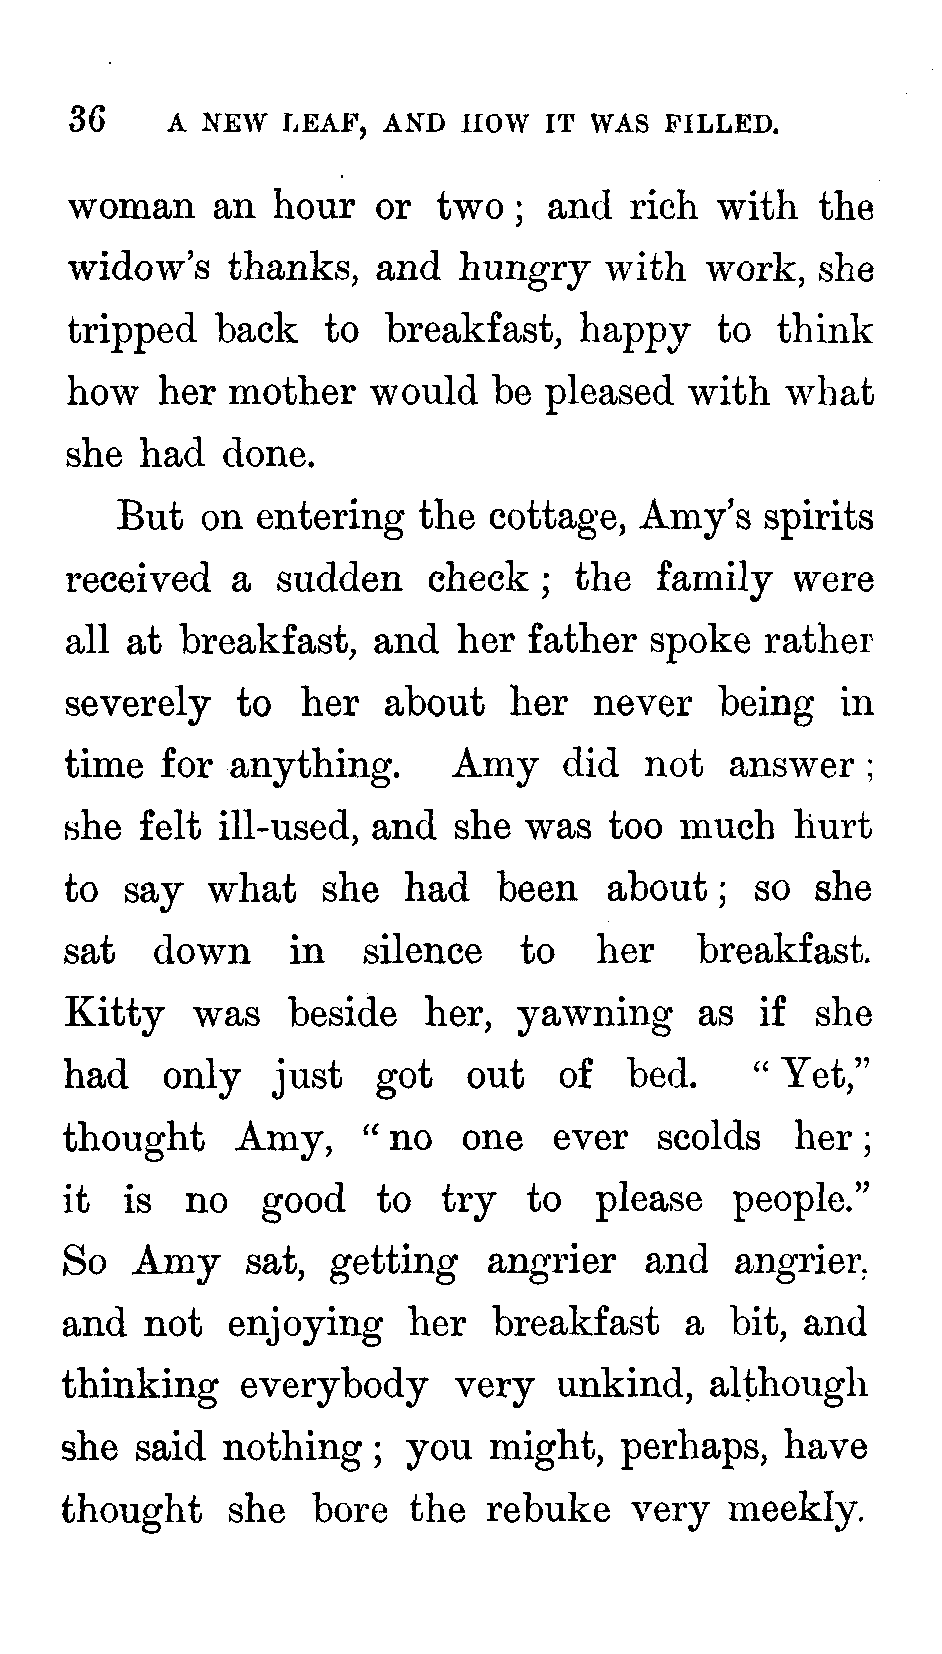 36 A NEW LEAF, AND HOW IT WAS FILLED.
woman an hour or two ; and rich with the
widow's thanks, and hungry with work, she
tripped back to breakfast, happy to think
how her mother would be pleased with what
she had done.
But on entering the cottage, Amy's spirits
received a sudden check ; the family were
all at breakfast, and her father spoke rather
severely to her about her never being in
time for anything. Amy did not answer ;
she felt ill-used, and she was too much hurt
to say what she had been about ; so she
sat down in silence to her breakfast.
Kitty was beside her, yawning as if she
had only just got out of bed. “ Yet,”
thought Amy, “ no one ever scolds her ;
it is no good to try to please people.”
So Amy sat, getting angrier and angrier,
and not enjoying her breakfast a bit, and
thinking everybody very unkind, although
she said nothing ; you might, perhaps, have
thought she bore the rebuke very meekly.